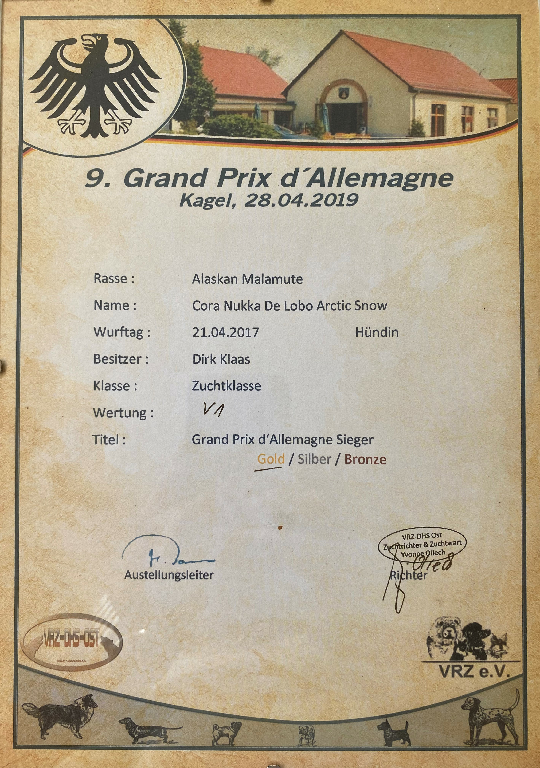 9. Grand Prix d´Allemagne
Kagel, 28.04.2019
Rasse : Alaskan Malamute
Name : Cora Nukka De Lobo Arctic Snow
Wurftag : 21.04.2017 Hündin
Besitzer : Dirk Klaas
Klasse : Zuchtklasse
Wertung : V1
Titel : Grand Prix d´Allemagne Sieger
Gold / Silber / Bronze
VRZ-DHS Ost
Zuchtrichter & Zuchtwart
Yvonne Ollech
Austellungsleiter
Richter
VRZ-DHS-OST
VRZ e.V.